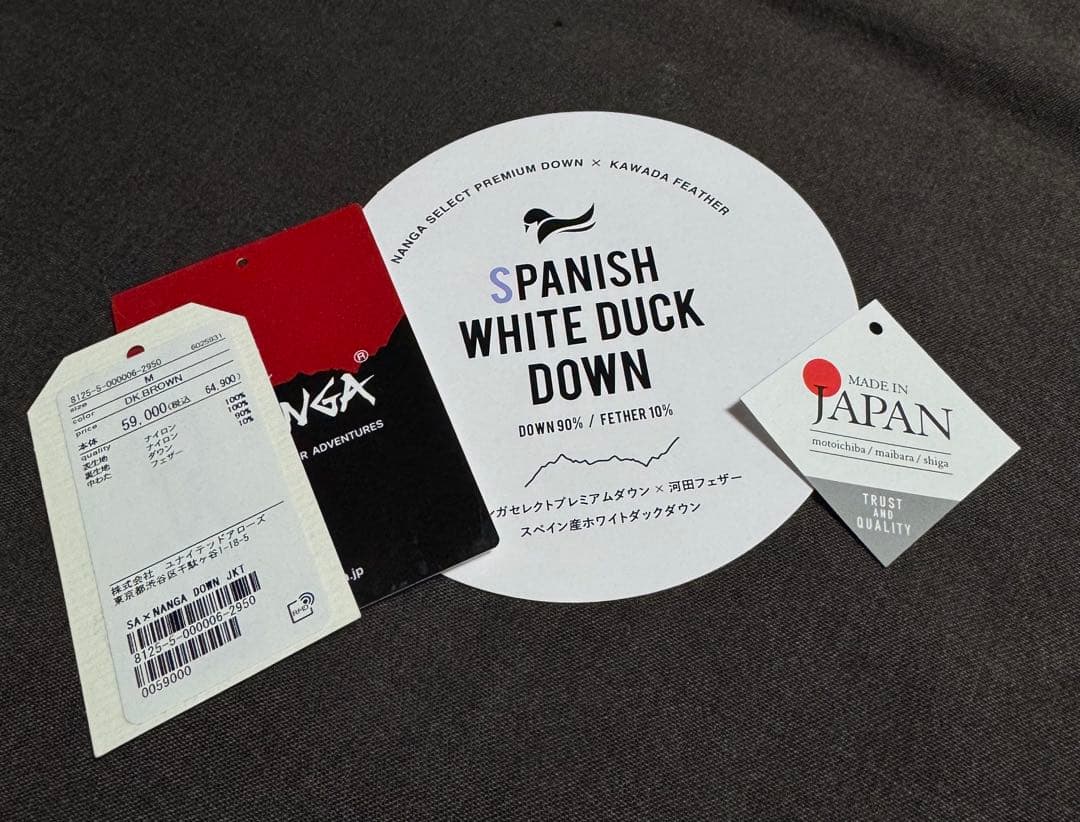 8125-5-000006-2950 6025931
size M
color DK.BROWN
price
本体 59,000(税込 64,900)
quality
表生地 ナイロン 100%
裏生地 ナイロン 100%
中わた ダウン 90%
フェザー 10%
株式会社 ユナイテッドアローズ
東京都渋谷区千駄ケ谷1-18-5
SA×NANGA DOWN JKT
8125-5-000006-2950
0059000
NGA®
ADVENTURES
.jp
NANGA SELECT PREMIUM DOWN × KAWADA FEATHER
SPANISH
WHITE DUCK
DOWN
DOWN 90% / FETHER 10%
ガセレクトプレミアムダウン × 河田フェザー
スペイン産ホワイトダックダウン
MADE IN
JAPAN
motoichiba / maibara / shiga
TRUST
AND
QUALITY